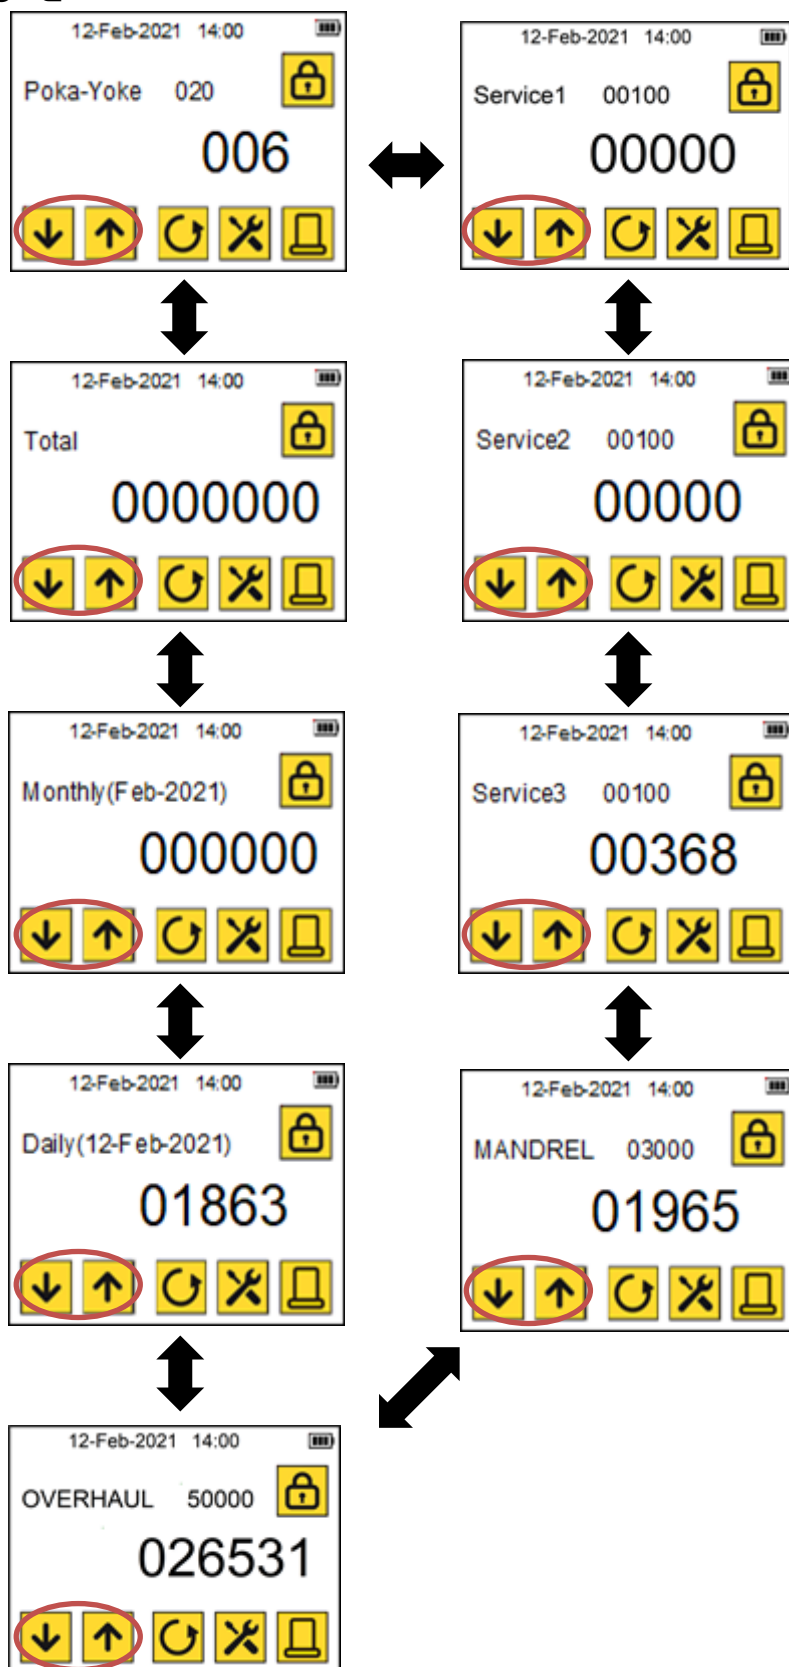 12-Feb-2021 14:00
Poka-Yoke 020
006
12-Feb-2021 14:00
Total
0000000
12-Feb-2021 14:00
Monthly(Feb-2021)
000000
12-Feb-2021 14:00
Daily(12-Feb-2021)
01863
12-Feb-2021 14:00
OVERHAUL 50000
026531
12-Feb-2021 14:00
Service1 00100
00000
12-Feb-2021 14:00
Service2 00100
00000
12-Feb-2021 14:00
Service3 00100
00368
12-Feb-2021 14:00
MANDREL 03000
01965